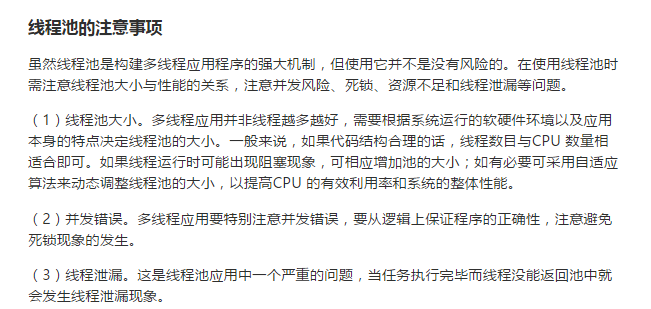 线程池的注意事项
虽然线程池是构建多线程应用程序的强大机制，但使用它并不是没有风险的。在使用线程池时
需注意线程池大小与性能的关系，注意并发风险、死锁、资源不足和线程泄漏等问题。
（1）线程池大小。多线程应用并非线程越多越好，需要根据系统运行的软硬件环境以及应用
本身的特点决定线程池的大小。一般来说，如果代码结构合理的话，线程数目与CPU 数量相
适合即可。如果线程运行时可能出现阻塞现象，可相应增加池的大小；如有必要可采用自适应
算法来动态调整线程池的大小，以提高CPU 的有效利用率和系统的整体性能。
（2）并发错误。多线程应用要特别注意并发错误，要从逻辑上保证程序的正确性，注意避免
死锁现象的发生。
（3）线程泄漏。这是线程池应用中一个严重的问题，当任务执行完毕而线程没能返回池中就
会发生线程泄漏现象。